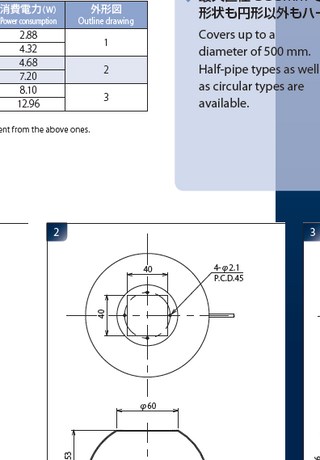 消費電力(W) 外形図
Power consumption Outline drawing
2.88
4.32
1
4.68
7.20
2
8.10
12.96
3
ent from the above ones.
形状も円形以外もハー
Covers up to a
diameter of 500 mm.
Half-pipe types as well
as circular types are
available.
2
3
40
40
4-φ2.1
P.C.D.45
φ60
53